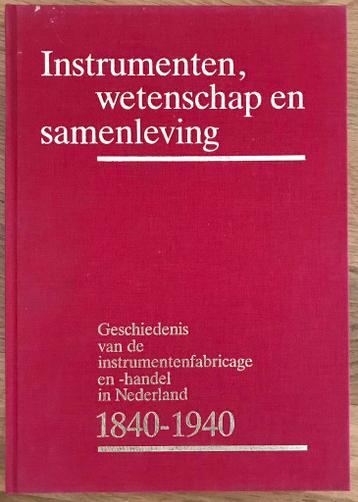 Instrumenten,
wetenschap en
samenleving
Geschiedenis
van de
instrumentenfabricage
en -handel
in Nederland
1840-1940